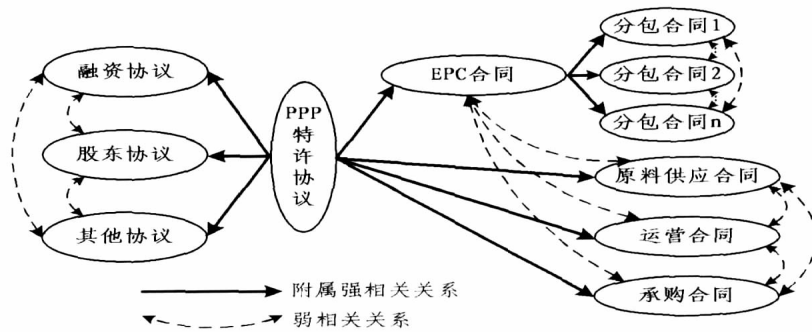 融资协议
股东协议
其他协议
PPP
特
许
协
议
EPC合同
分包合同1
分包合同2
分包合同n
原料供应合同
运营合同
承购合同
附属强相关关系
弱相关关系